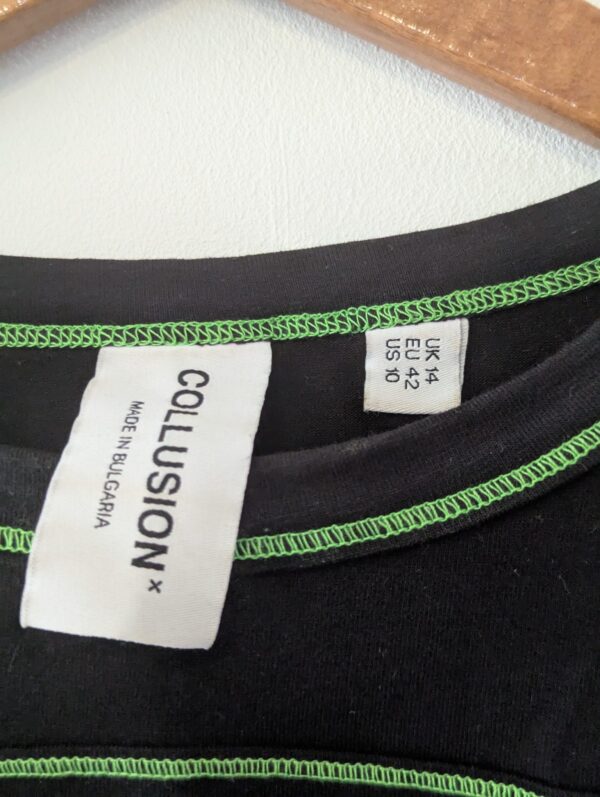 COLLUSION x
MADE IN BULGARIA
UK 14
EU 42
US 10